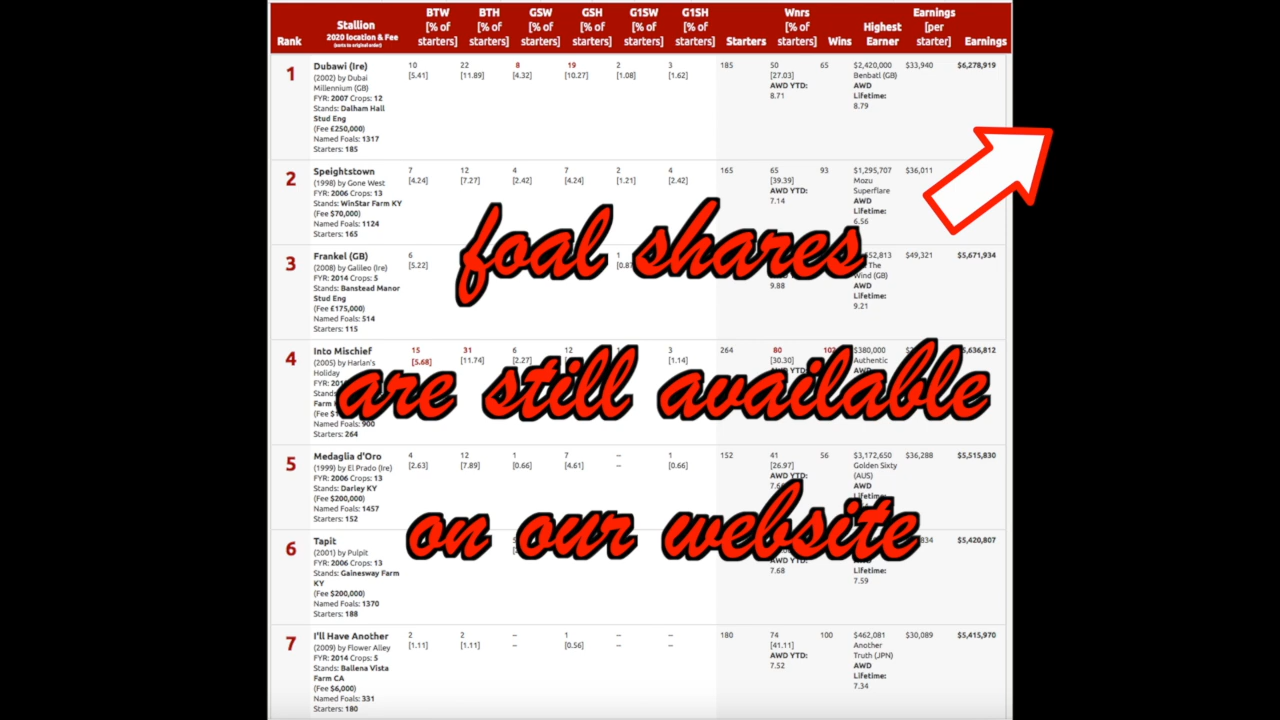 Rank
Stallion
2020 location & Fee
(sorts to original order)
BTW
[% of
starters]
BTH
[% of
starters]
GSW
[% of
starters]
GSH
[% of
starters]
G1SW
[% of
starters]
G1SH
[% of
starters]
Starters
Wnrs
[% of
starters]
Wins
Highest
Earner
Earnings
[per
starter]
Earnings
1
Dubawi (Ire)
(2002) by Dubai
Millennium (GB)
FYR: 2007 Crops: 12
Stands: Dalham Hall
Stud Eng
(Fee £250,000)
Named Foals: 1317
Starters: 185
10
[5.41]
22
[11.89]
8
[4.32]
19
[10.27]
2
[1.08]
3
[1.62]
185
50
[27.03]
AWD YTD:
8.71
65
$2,420,000
Benbatl (GB)
AWD
Lifetime:
8.79
$33,940
$6,278,919
2
Speightstown
(1998) by Gone West
FYR: 2006 Crops: 13
Stands: WinStar Farm KY
(Fee $70,000)
Named Foals: 1124
Starters: 165
7
[4.24]
12
[7.27]
4
[2.42]
7
[4.24]
2
[1.21]
4
[2.42]
165
65
[39.39]
AWD YTD:
7.14
93
$1,295,707
Mozu
Superflare
AWD
Lifetime:
6.56
$36,011
foal shares
3
Frankel (GB)
(2008) by Galileo (Ire)
FYR: 2014 Crops: 5
Stands: Banstead Manor
Stud Eng
(Fee £175,000)
Named Foals: 514
Starters: 115
6
[5.22]
1
9.88
The
Wind (GB)
AWD
Lifetime:
9.21
$49,321
$5,671,934
4
Into Mischief
(2005) by Harlan's
Holiday
Named Foals: 900
Starters: 264
15
[5.68]
31
[11.74]
6
[2.27]
12
3
[1.14]
264
80
[30.30]
$380,000
Authentic
are still available
5
Medaglia d'Oro
(1999) by El Prado (Ire)
FYR: 2006 Crops: 13
Stands: Darley KY
(Fee $200,000)
Named Foals: 1457
Starters: 152
4
[2.63]
12
[7.89]
1
[0.66]
7
[4.61]
–
–
1
[0.66]
152
41
[26.97]
AWD YTD:
56
$3,172,650
Golden Sixty
(AUS)
AWD
Lifetime:
$36,288
$5,515,830
on our website
6
Tapit
(2001) by Pulpit
FYR: 2006 Crops: 13
Stands: Gainesway Farm
KY
(Fee $200,000)
Named Foals: 1370
Starters: 188
7.68
Lifetime:
7.59
$5,420,807
7
I'll Have Another
(2009) by Flower Alley
FYR: 2014 Crops: 5
Stands: Ballena Vista
Farm CA
(Fee $6,000)
Named Foals: 331
Starters: 180
2
[1.11]
2
[1.11]
–
–
1
[0.56]
–
–
–
–
180
74
[41.11]
AWD YTD:
7.52
100
$462,081
Another
Truth (JPN)
AWD
Lifetime:
7.34
$30,089
$5,415,970